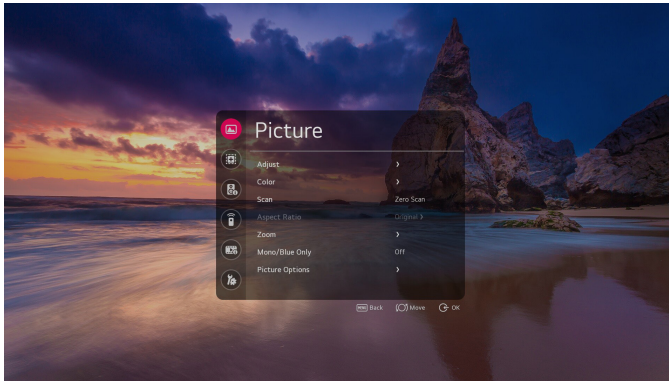 Picture
Adjust >
Color >
Scan Zero Scan
Aspect Ratio Original >
Zoom >
Mono/Blue Only Off
Picture Options >
MENU Back Move OK